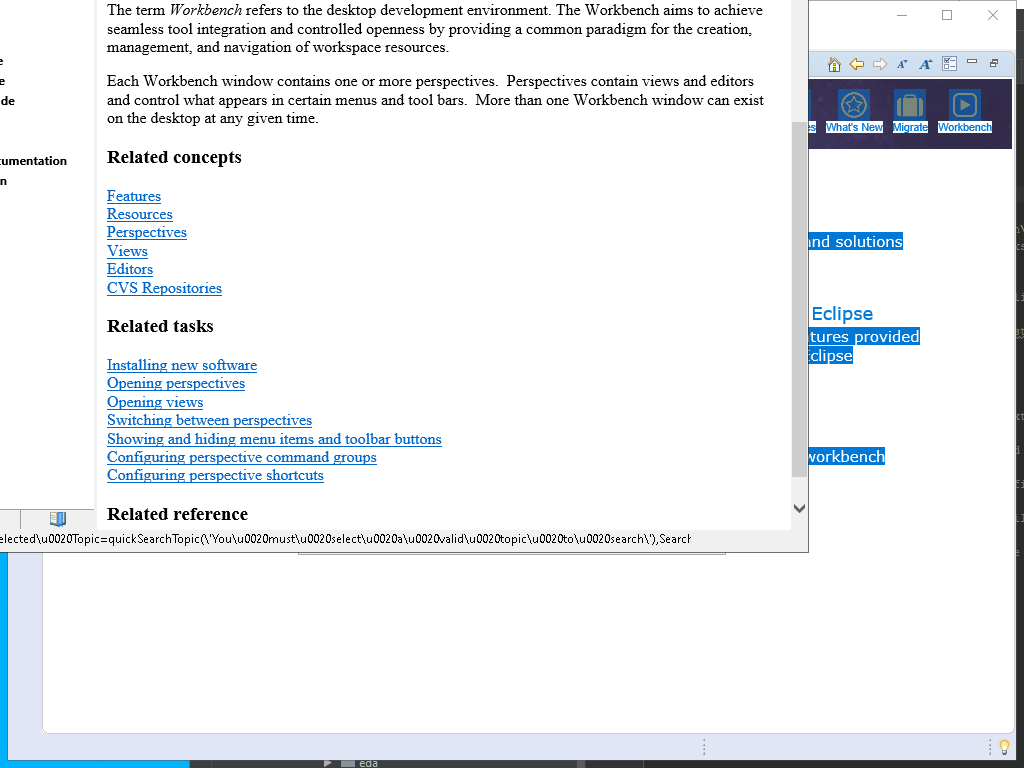 The term Workbench refers to the desktop development environment. The Workbench aims to achieve
seamless tool integration and controlled openness by providing a common paradigm for the creation,
management, and navigation of workspace resources.
Each Workbench window contains one or more perspectives.  Perspectives contain views and editors
and control what appears in certain menus and tool bars.  More than one Workbench window can exist
on the desktop at any given time.
Related concepts
Features
Resources
Perspectives
Views
Editors
CVS Repositories
Related tasks
Installing new software
Opening perspectives
Opening views
Switching between perspectives
Showing and hiding menu items and toolbar buttons
Configuring perspective command groups
Configuring perspective shortcuts
Related reference
elected\u0020Topic=quickSearchTopic(\'You\u0020must\u0020select\u0020a\u0020valid\u0020topic\u0020to\u0020search\'),Search
e
e
de
cumentation
n
es What's New Migrate Workbench
and solutions
Eclipse
tures provided
Eclipse
workbench
eda